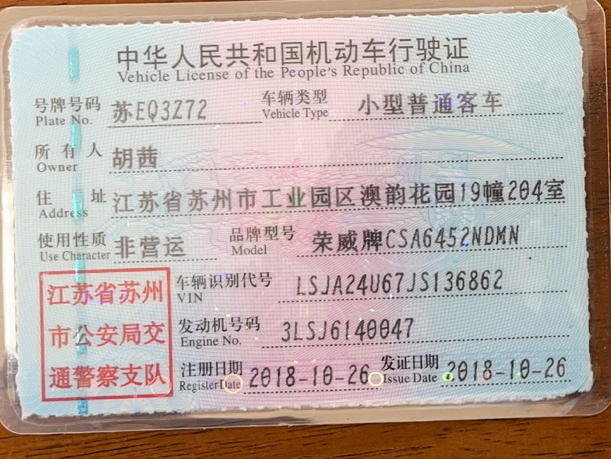 中华人民共和国机动车行驶证
Vehicle License of the People's Republic of China
号牌号码 苏EQ3Z72 车辆类型 小型普通客车
Plate No. Vehicle Type
所有人 胡茜
Owner
住址 江苏省苏州市工业园区澳韵花园19幢204室
Address
使用性质 非营运 品牌型号 荣威牌CSA6452NDMN
Use Character Model
江苏省苏州 车辆识别代号 LSJA24U67JS136862
VIN
市公安局交 发动机号码 3LSJ6140047
Engine No.
通警察支队 注册日期 2018-10-26 发证日期 2018-10-26
Register Date Issue Date